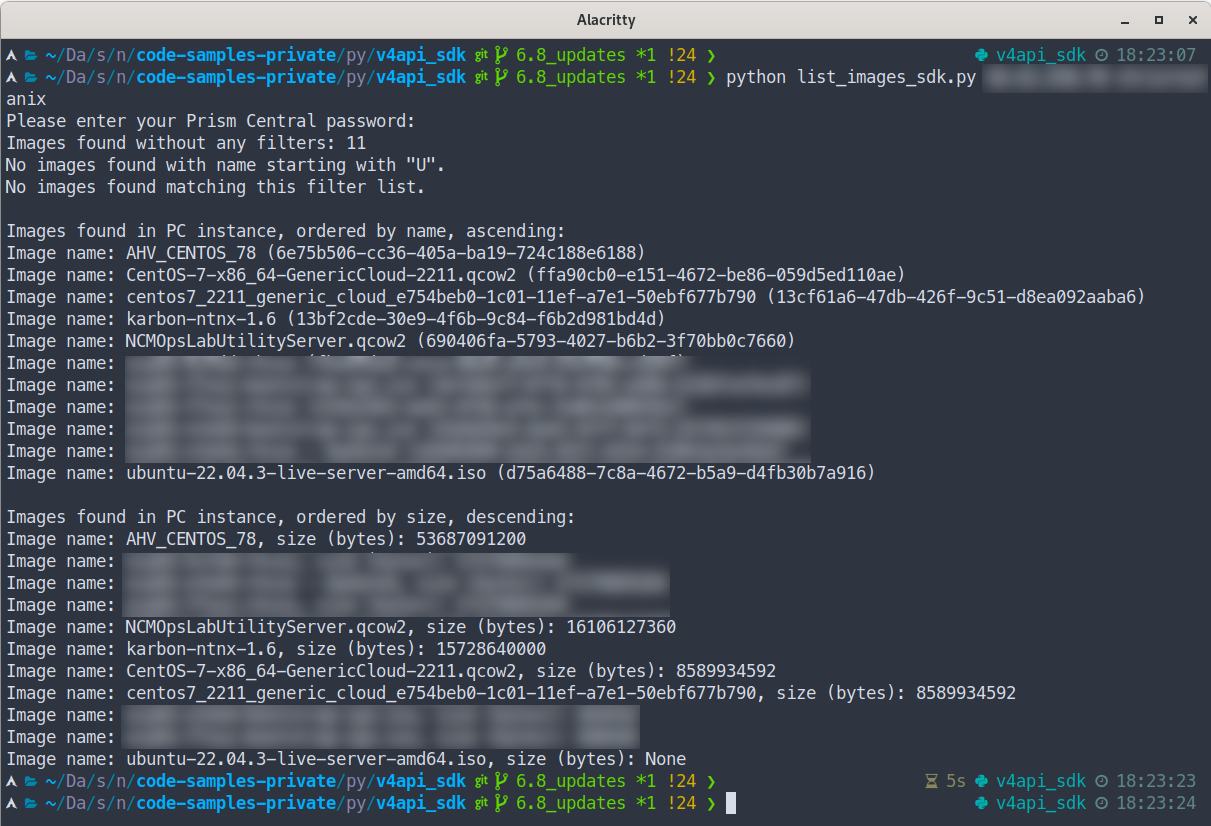 Alacritty
~/Da/s/n/code-samples-private/py/v4api_sdk git 6.8_updates *1 !24 ❯ v4api_sdk 18:23:07
~/Da/s/n/code-samples-private/py/v4api_sdk git 6.8_updates *1 !24 ❯ python list_images_sdk.py
anix
Please enter your Prism Central password:
Images found without any filters: 11
No images found with name starting with "U".
No images found matching this filter list.
Images found in PC instance, ordered by name, ascending:
Image name: AHV_CENTOS_78 (6e75b506-cc36-405a-ba19-724c188e6188)
Image name: CentOS-7-x86_64-GenericCloud-2211.qcow2 (ffa90cb0-e151-4672-be86-059d5ed110ae)
Image name: centos7_2211_generic_cloud_e754beb0-1c01-11ef-a7e1-50ebf677b790 (13cf61a6-47db-426f-9c51-d8ea092aaba6)
Image name: karbon-ntnx-1.6 (13bf2cde-30e9-4f6b-9c84-f6b2d981bd4d)
Image name: NCMOpsLabUtilityServer.qcow2 (690406fa-5793-4027-b6b2-3f70bb0c7660)
Image name:
Image name:
Image name:
Image name:
Image name:
Image name: ubuntu-22.04.3-live-server-amd64.iso (d75a6488-7c8a-4672-b5a9-d4fb30b7a916)
Images found in PC instance, ordered by size, descending:
Image name: AHV_CENTOS_78, size (bytes): 53687091200
Image name:
Image name:
Image name:
Image name: NCMOpsLabUtilityServer.qcow2, size (bytes): 16106127360
Image name: karbon-ntnx-1.6, size (bytes): 15728640000
Image name: CentOS-7-x86_64-GenericCloud-2211.qcow2, size (bytes): 8589934592
Image name: centos7_2211_generic_cloud_e754beb0-1c01-11ef-a7e1-50ebf677b790, size (bytes): 8589934592
Image name:
Image name:
Image name: ubuntu-22.04.3-live-server-amd64.iso, size (bytes): None
~/Da/s/n/code-samples-private/py/v4api_sdk git 6.8_updates *1 !24 ❯ 5s v4api_sdk 18:23:23
~/Da/s/n/code-samples-private/py/v4api_sdk git 6.8_updates *1 !24 ❯ v4api_sdk 18:23:24